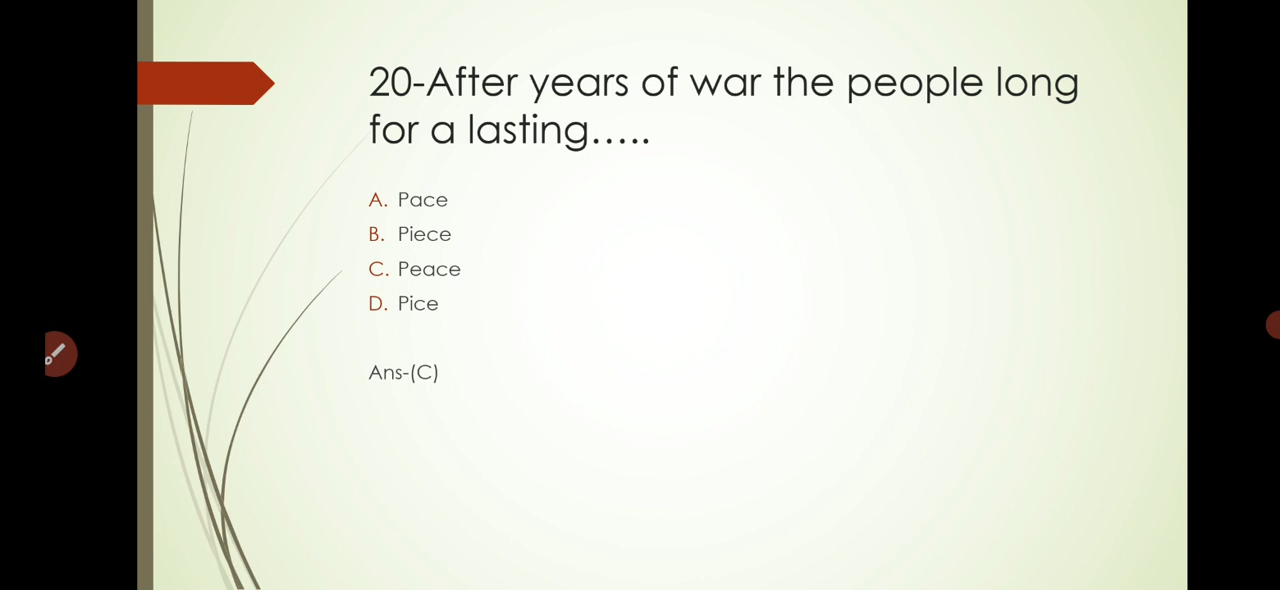 20-After years of war the people long
for a lasting…..
A. Pace
B. Piece
C. Peace
D. Pice
Ans-(C)